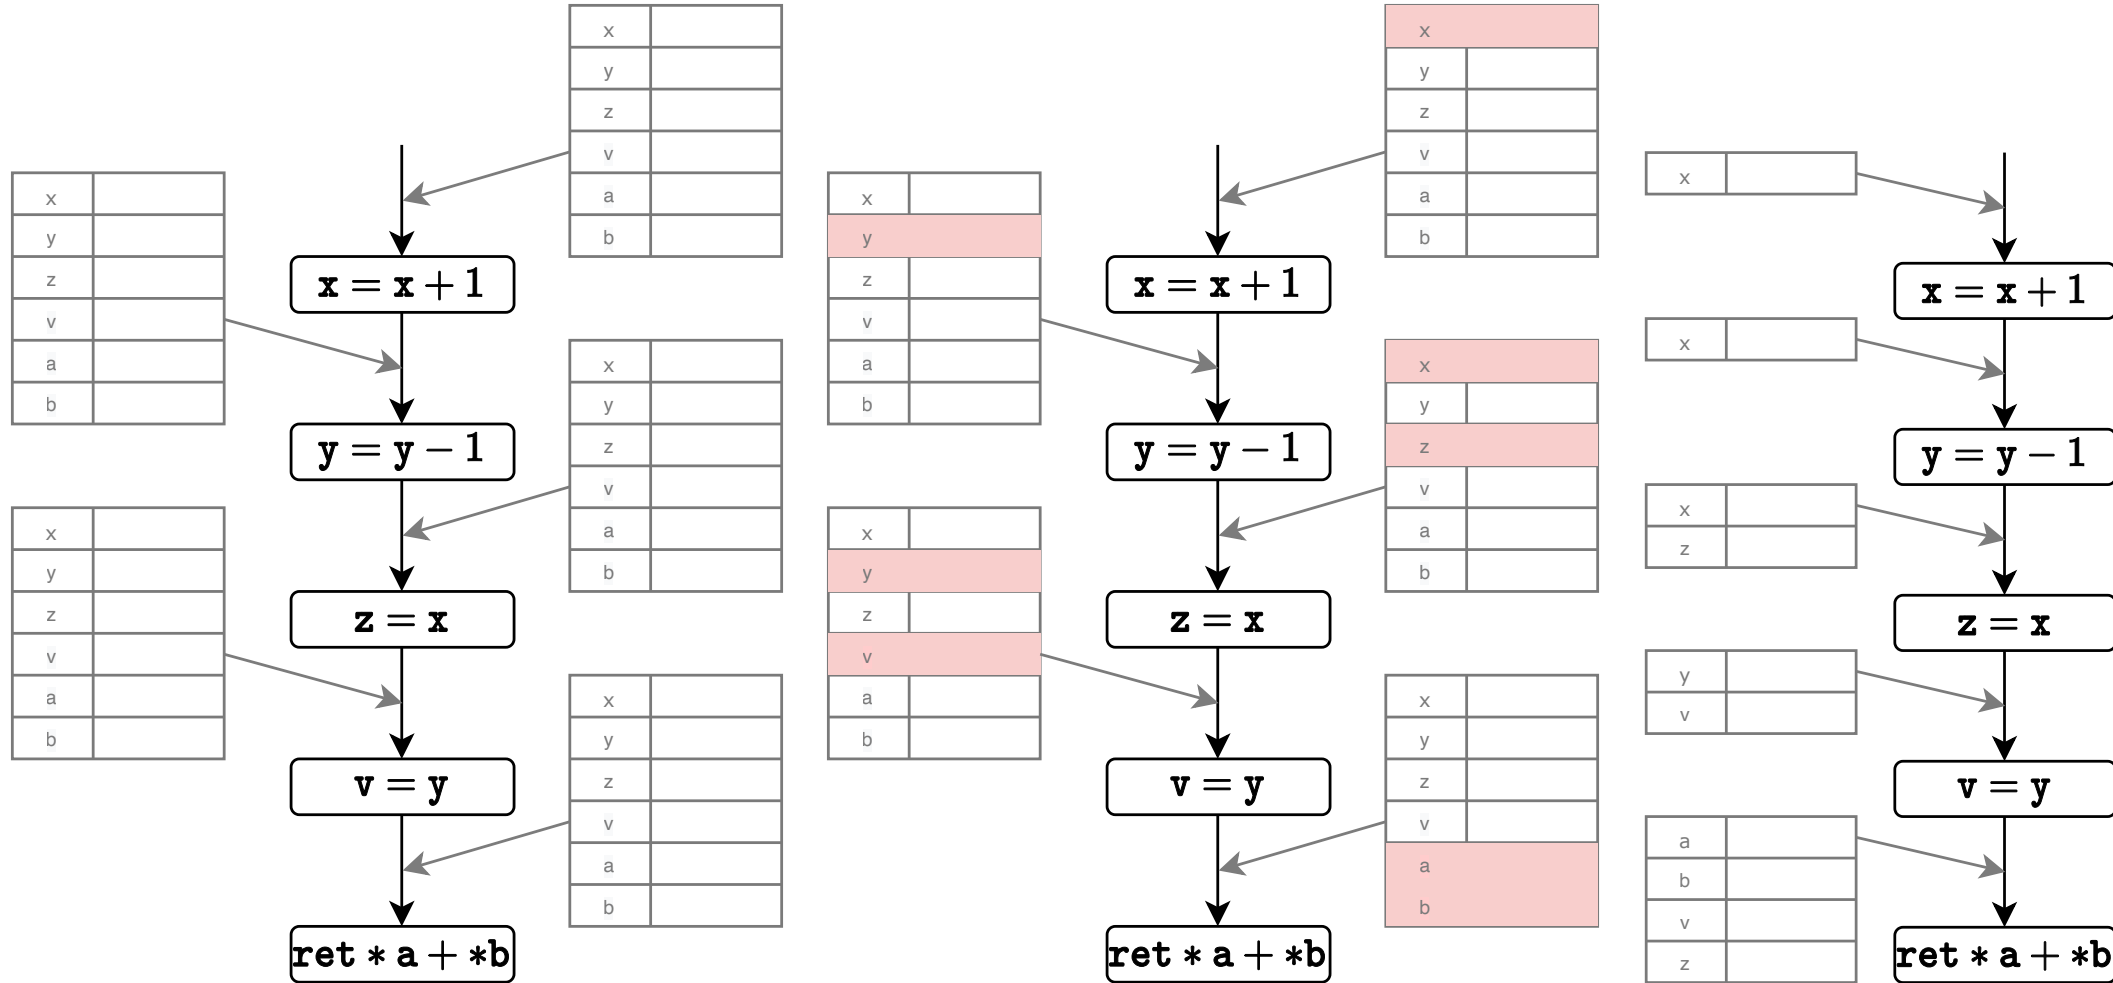 x
y
z
v
a
b
x
y
z
v
a
b
x = x + 1
x
y
z
v
a
b
y = y − 1
x
y
z
v
a
b
z = x
x
y
z
v
a
b
v = y
ret * a + *b
x
y
z
v
a
b
x
y
z
v
a
b
x = x + 1
x
y
z
v
a
b
y = y − 1
x
y
z
v
a
b
z = x
x
y
z
v
a
b
v = y
ret * a + *b
x
x = x + 1
x
y = y − 1
x
z
z = x
y
v
v = y
a
b
v
z
ret * a + *b